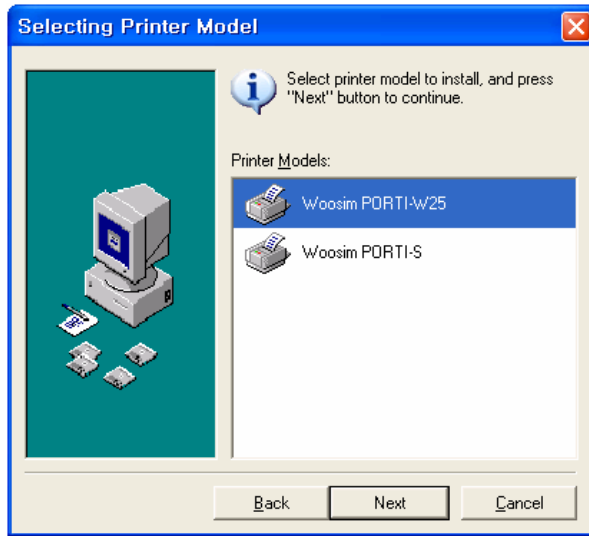 Selecting Printer Model
Select printer model to install, and press
"Next" button to continue.
Printer Models:
Woosim PORTI-W25
Woosim PORTI-S
Back Next Cancel